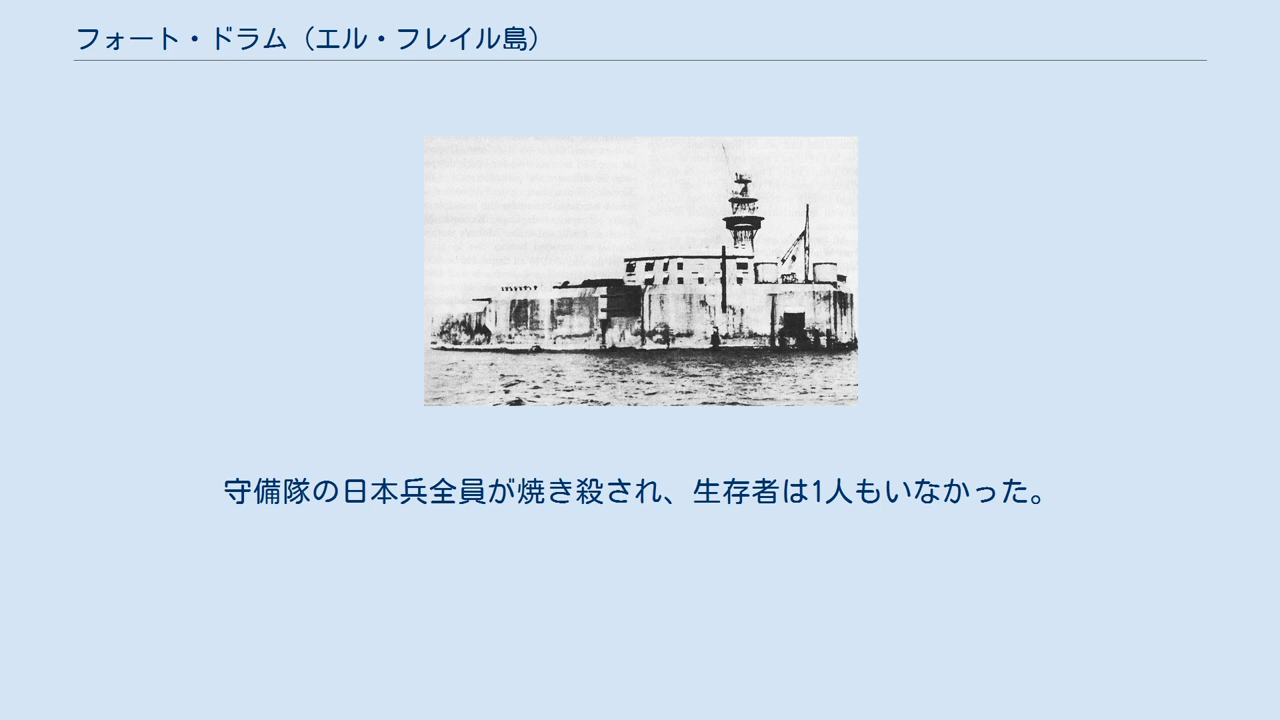 フォート・ドラム（エル・フレイル島）
守備隊の日本兵全員が焼き殺され、生存者は1人もいなかった。